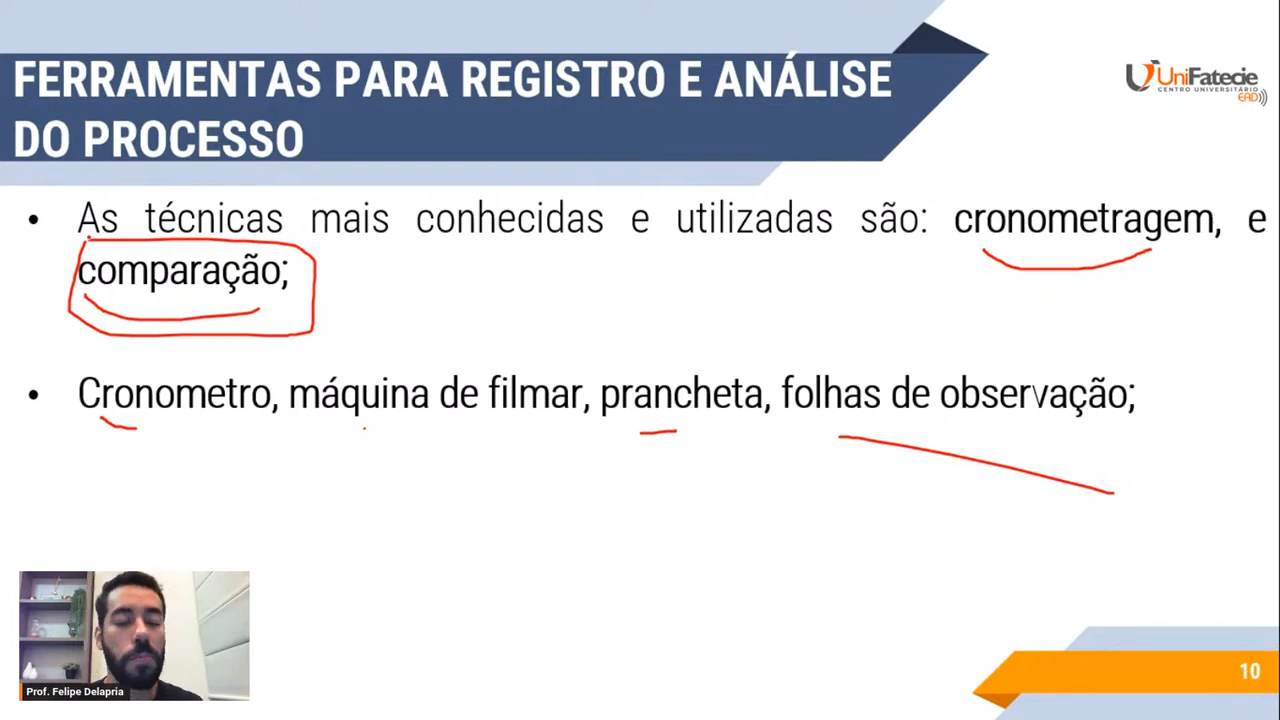 FERRAMENTAS PARA REGISTRO E ANÁLISE
DO PROCESSO
UniFatecie
CENTRO UNIVERSITÁRIO
EAD
• As técnicas mais conhecidas e utilizadas são: cronometragem, e
comparação;
• Cronometro, máquina de filmar, prancheta, folhas de observação;
Prof. Felipe Delapria
10